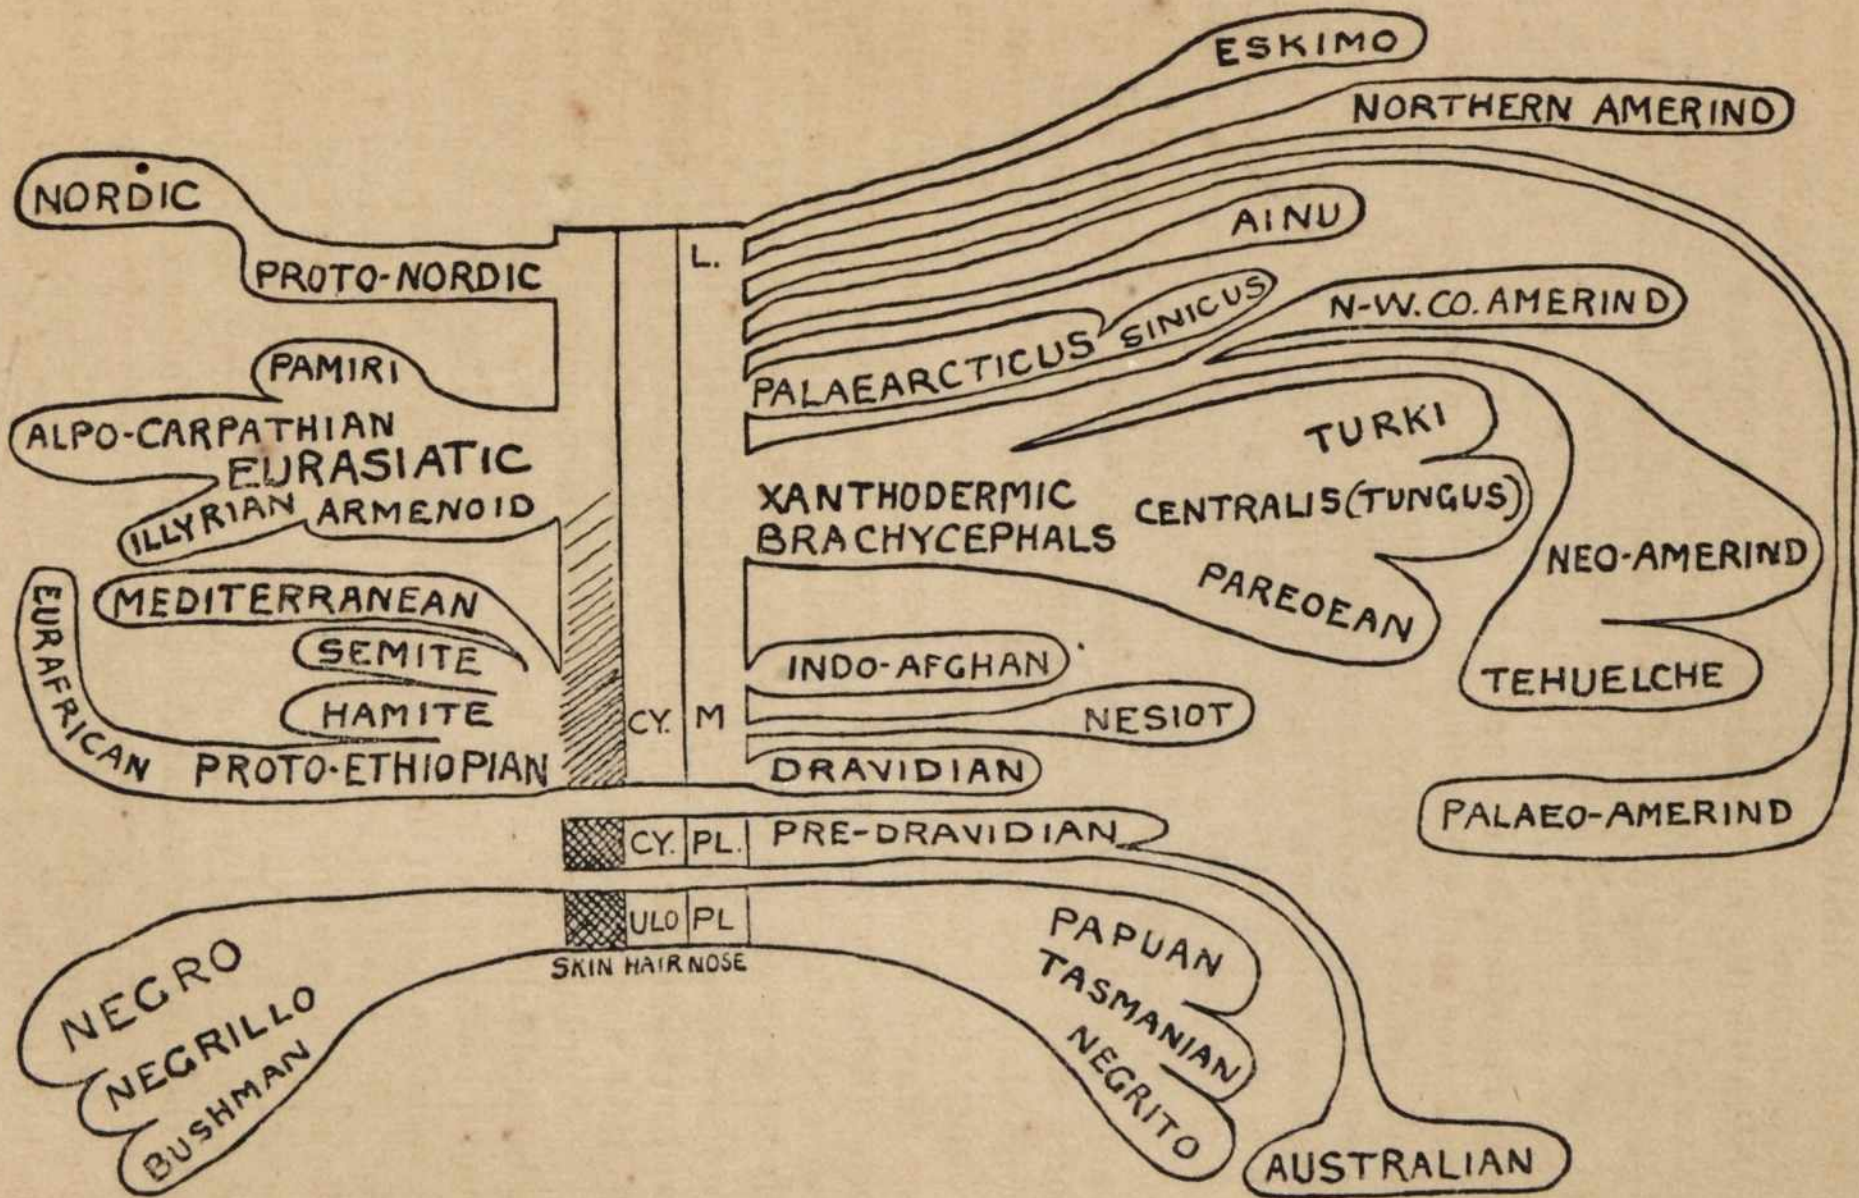 ESKIMO
NORTHERN AMERIND
NORDIC
PROTO-NORDIC
L.
AINU
PALAEARCTICUS SINICUS
N-W. CO. AMERIND
PAMIRI
ALPO-CARPATHIAN
EURASIATIC
ILLYRIAN ARMENOID
TURKI
XANTHODERMIC
BRACHYCEPHALS
CENTRALIS (TUNGUS)
PAREOEAN
NEO-AMERIND
TEHUELCHE
EURAFRICAN
MEDITERRANEAN
SEMITE
HAMITE
PROTO-ETHIOPIAN
CY. M
INDO-AFGHAN
NESIOT
DRAVIDIAN
PALAEO-AMERIND
CY. PL. PRE-DRAVIDIAN
ULO PL
SKIN HAIR NOSE
NEGRO
NEGRILLO
BUSHMAN
PAPUAN
TASMANIAN
NEGRITO
AUSTRALIAN